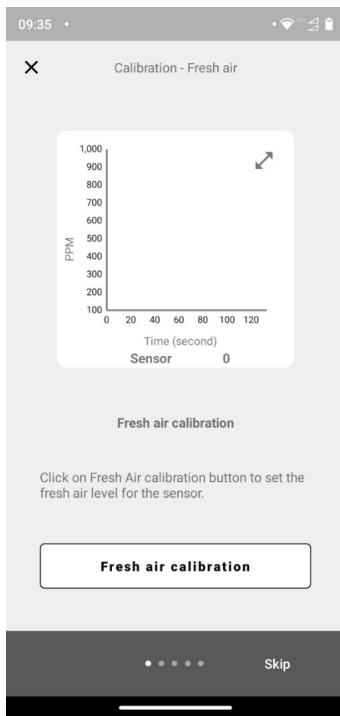 09:35
Calibration - Fresh air
1,000
900
800
700
600
500
400
300
200
100
PPM
0 20 40 60 80 100 120
Time (second)
Sensor 0
Fresh air calibration
Click on Fresh Air calibration button to set the
fresh air level for the sensor.
Fresh air calibration
Skip